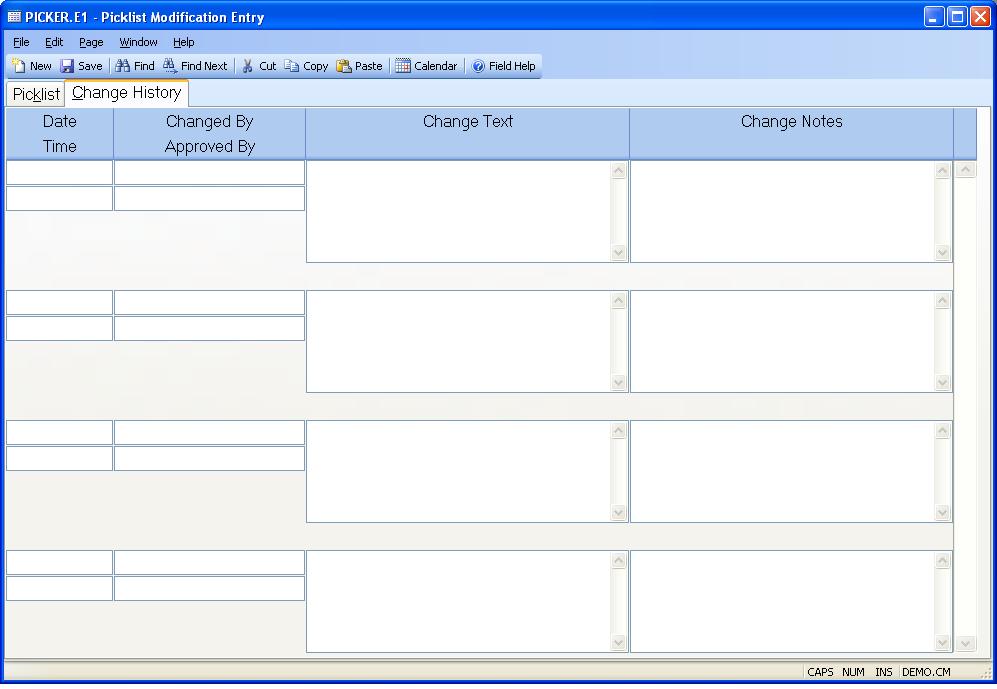 PICKER.E1 - Picklist Modification Entry
File Edit Page Window Help
New Save Find Find Next Cut Copy Paste Calendar Field Help
Picklist Change History
Date Changed By Change Text Change Notes
Time Approved By
CAPS NUM INS DEMO.CM